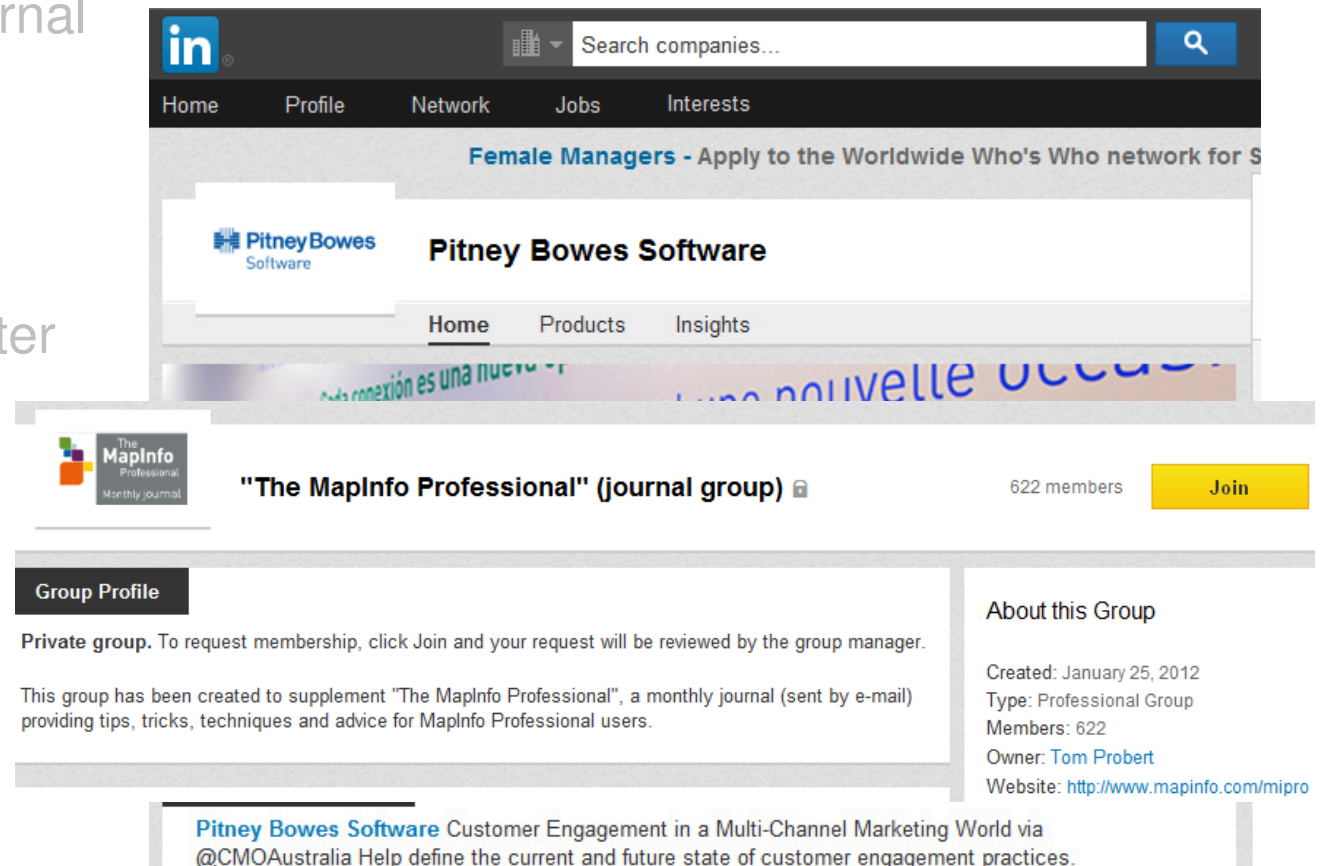 rnal
in
Search companies...
Home Profile Network Jobs Interests
Female Managers - Apply to the Worldwide Who's Who network for S
Pitney Bowes
Software
Pitney Bowes Software
ter
Home Products Insights
conexión es una nueva
une nouvelle occas
The
MapInfo
Professional
Monthly journal
"The MapInfo Professional" (journal group)
622 members
Join
Group Profile
Private group. To request membership, click Join and your request will be reviewed by the group manager.
This group has been created to supplement "The MapInfo Professional", a monthly journal (sent by e-mail)
providing tips, tricks, techniques and advice for MapInfo Professional users.
About this Group
Created: January 25, 2012
Type: Professional Group
Members: 622
Owner: Tom Probert
Website: http://www.mapinfo.com/mipro
Pitney Bowes Software Customer Engagement in a Multi-Channel Marketing World via
@CMOAustralia Help define the current and future state of customer engagement practices.